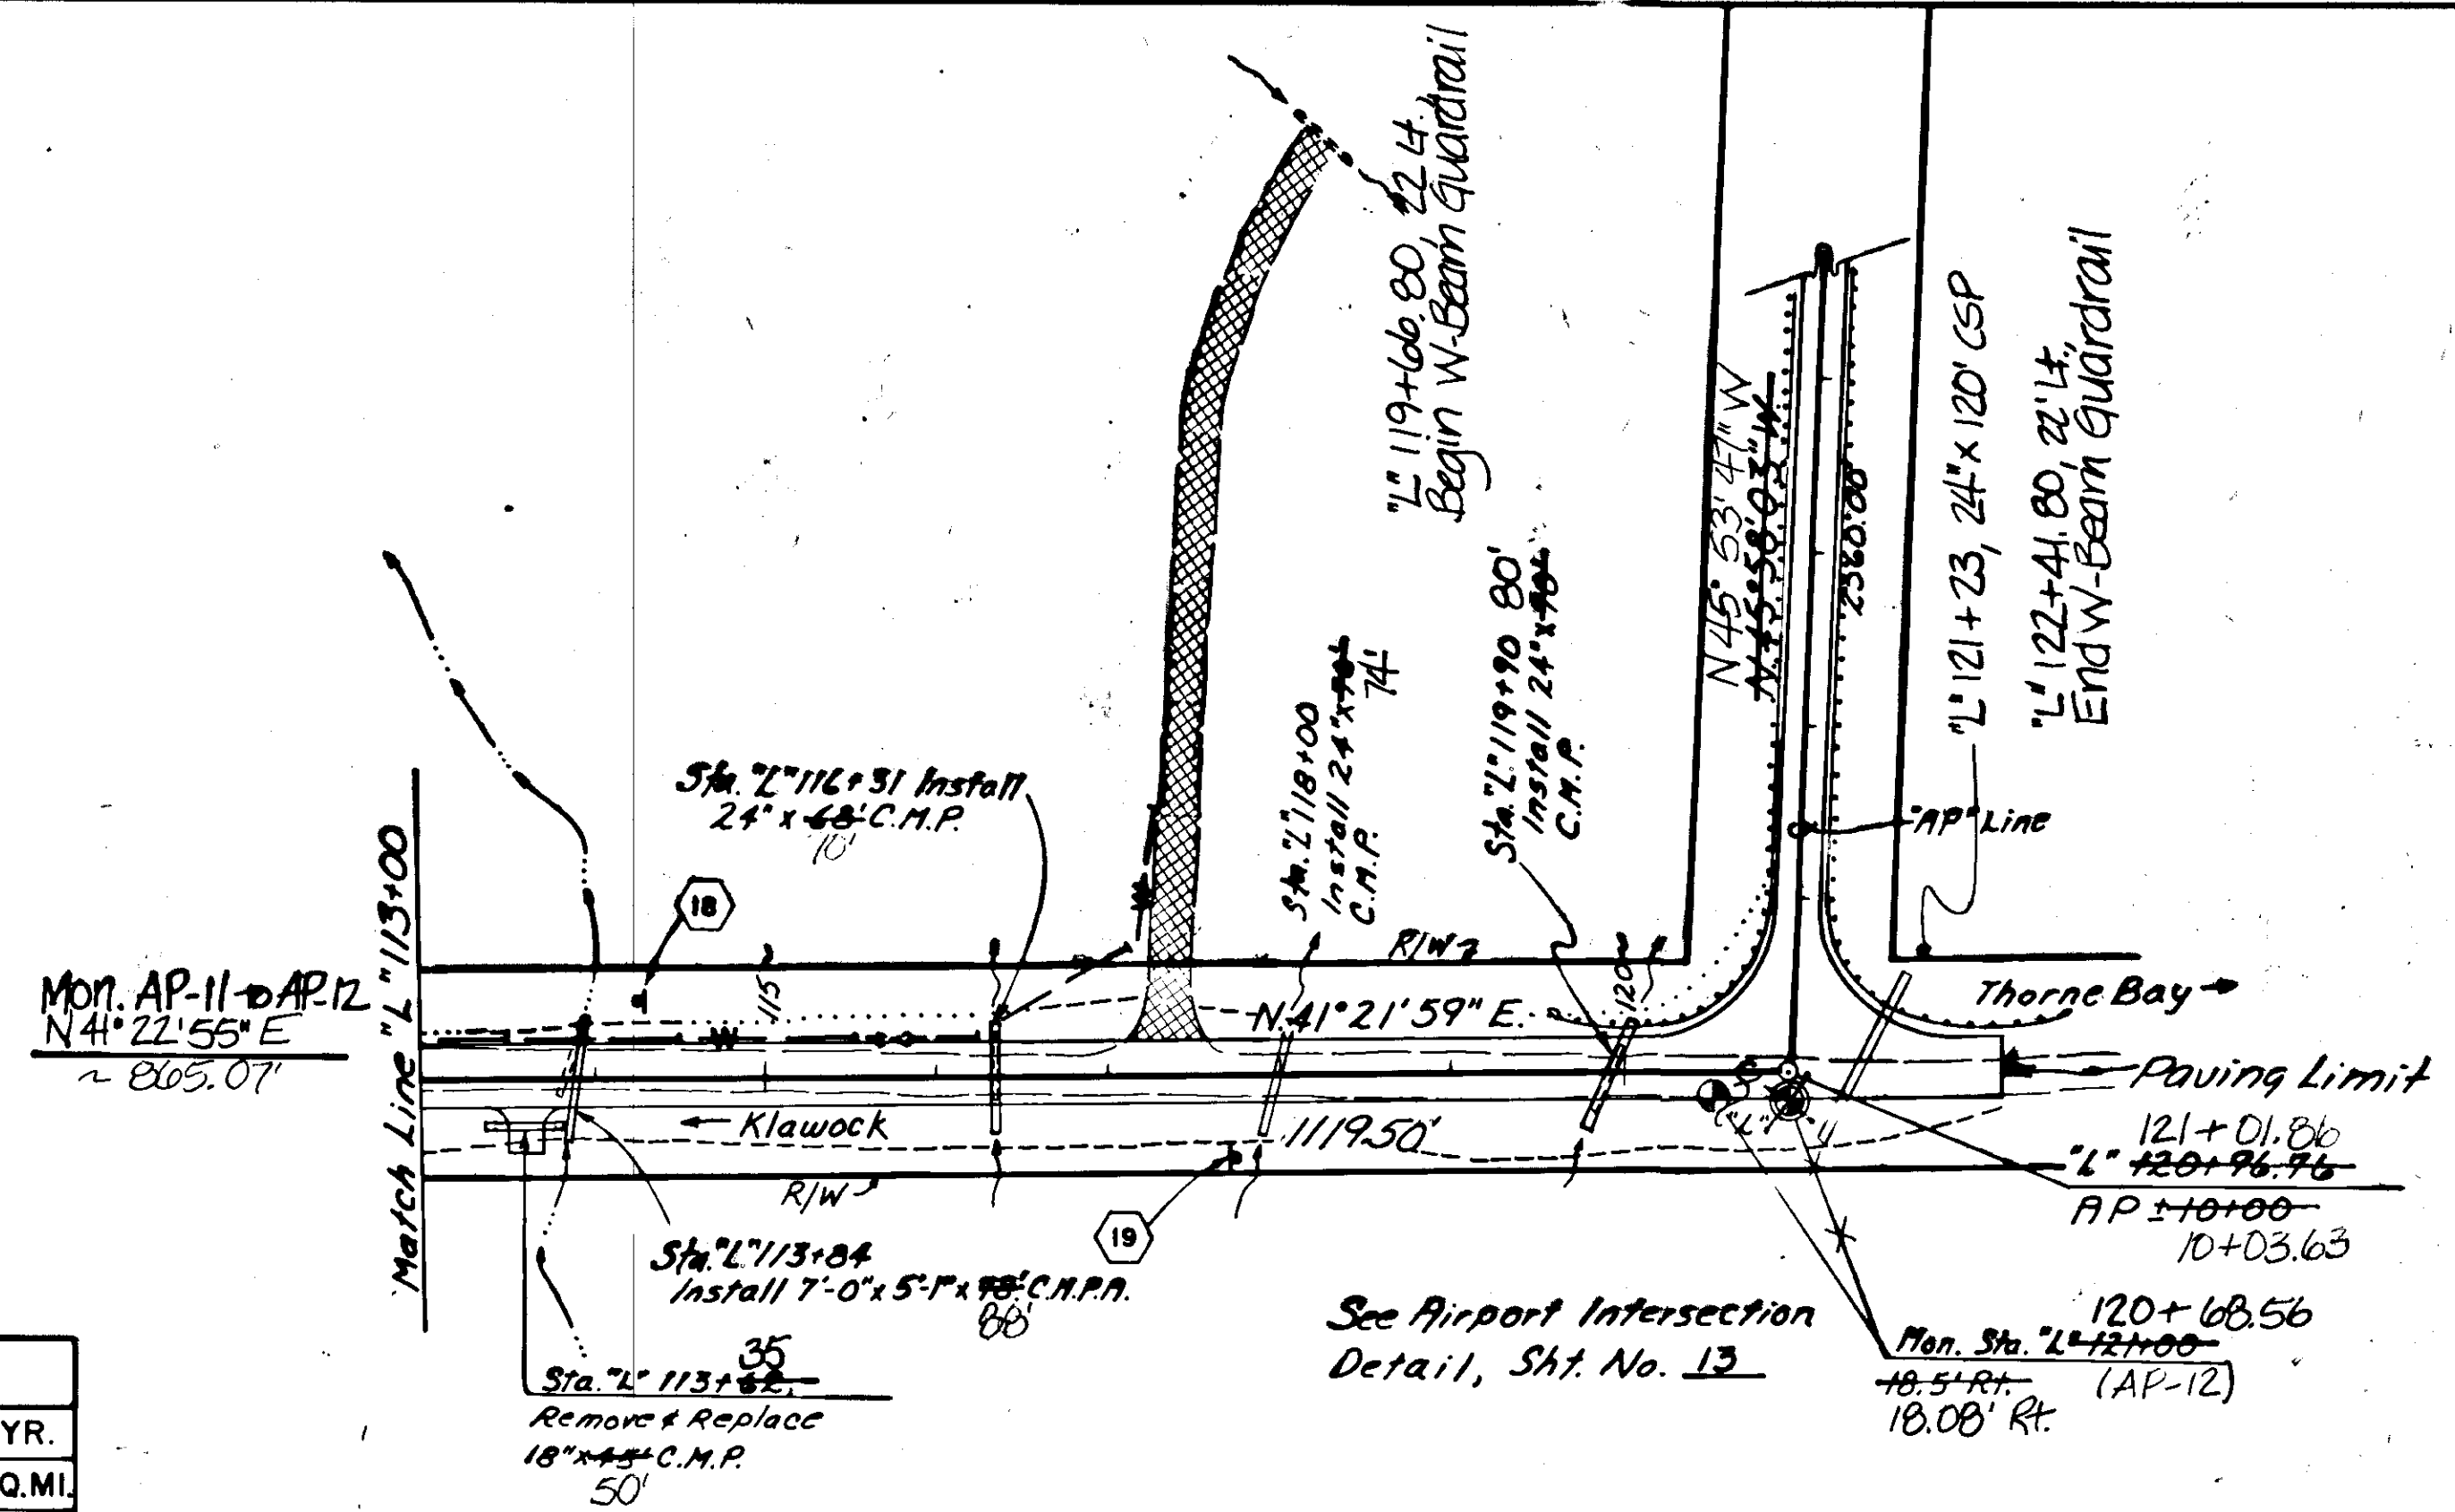 "L" 119+66.80, 22 Lt.
Begin W-Beam Guardrail
N 45° 53' 47" W
N.45°58'03" W.
2360.00
"L" 121+23, 24" x 120' CSP
"L" 122+41.80, 22' Lt.,
End W-Beam Guardrail
Sta. "L" 116+31 Install
24" x 68' C.M.P.
70'
Sta. "L" 118+00
Install 24" x
C.M.P.
74'
Sta. "L" 119+90 80'
Install 24" x 70'
C.M.P.
"AP" Line
18
115
R/W
120
Match Line "L" 113+00
Mon. AP-11 to AP-12
N 41° 22' 55" E
~ 865.07'
W
W
N.41°21'59" E.
Thorne Bay
Paving Limit
Klawock
1119.50'
"L"
121+01.86
"L" 120+96.76
AP 10+00
10+03.63
R/W
19
Sta. "L" 113+84
Install 7'-0" x 5'-1" x 78' C.M.P.A.
88'
35
Sta. "L" 113+62,
Remove & Replace
18" x 45' C.M.P.
50'
See Airport Intersection
Detail, Sht. No. 13
120+68.56
Mon. Sta. "L" 121+00
18.5' Rt. (AP-12)
18.08' Rt.
YR.
Q.MI.